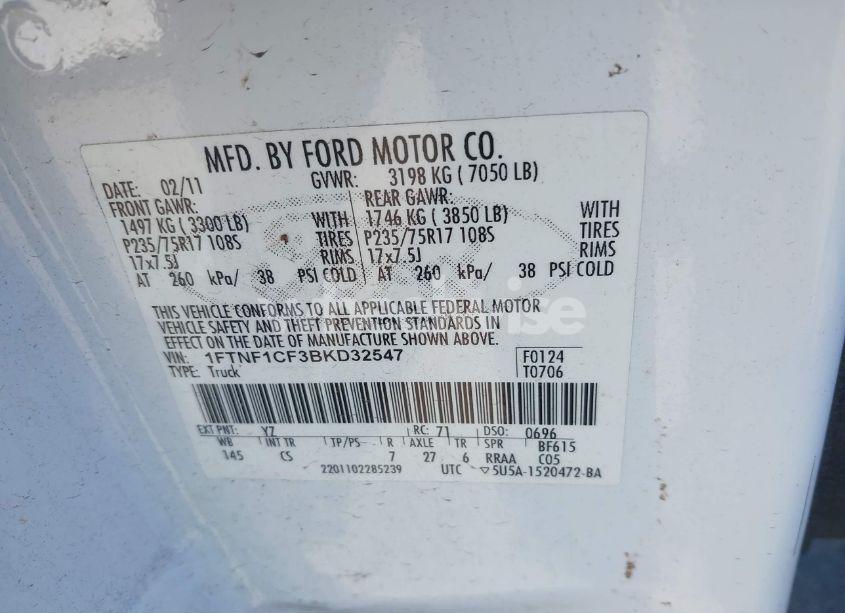 MFD. BY FORD MOTOR CO.
DATE: 02/11 GVWR: 3198 KG ( 7050 LB)
FRONT GAWR: REAR GAWR:
1497 KG ( 3300 LB) WITH 1746 KG ( 3850 LB) WITH
P235/75R17 108S TIRES P235/75R17 108S TIRES
17x7.5J RIMS 17x7.5J RIMS
AT 260 kPa/ 38 PSI COLD AT 260 kPa/ 38 PSI COLD
THIS VEHICLE CONFORMS TO ALL APPLICABLE FEDERAL MOTOR
VEHICLE SAFETY AND THEFT PREVENTION STANDARDS IN
EFFECT ON THE DATE OF MANUFACTURE SHOWN ABOVE.
VIN: 1FTNF1CF3BKD32547 F0124
TYPE: Truck T0706
EXT PNT: YZ RC: 71 DSO: 0696
WB INT TR TP/PS R AXLE TR SPR BF615
145 CS 7 27 6 RRAA C05
2201102285239 UTC ▽5U5A-1520472-BA